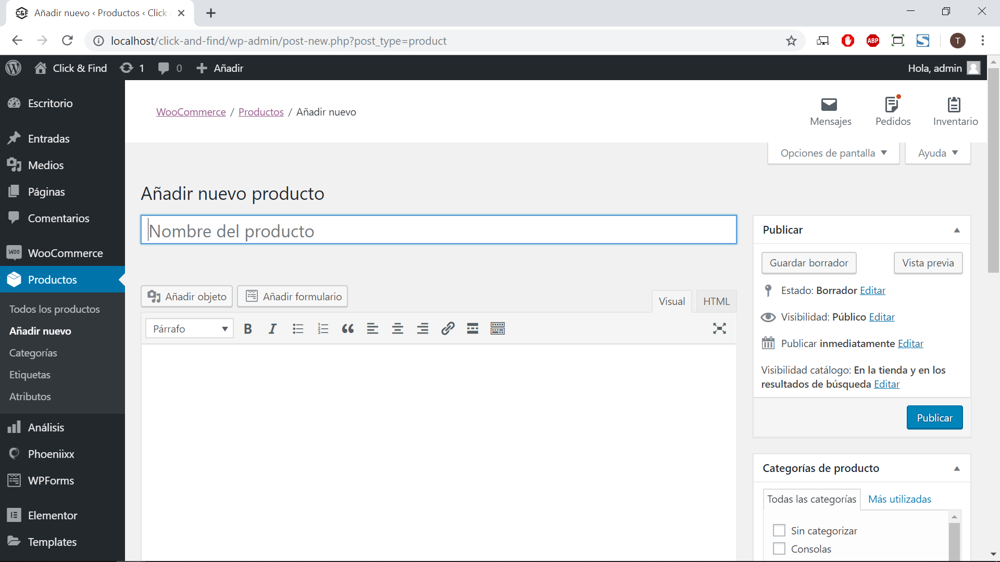 Añadir nuevo ‹ Productos ‹ Click
localhost/click-and-find/wp-admin/post-new.php?post_type=product
ABP
T
Click & Find
1
0
Añadir
Hola, admin
Escritorio
Entradas
Medios
Páginas
Comentarios
WooCommerce
Productos
Todos los productos
Añadir nuevo
Categorías
Etiquetas
Atributos
Análisis
Phoeniixx
WPForms
Elementor
Templates
WooCommerce / Productos / Añadir nuevo
Mensajes
Pedidos
Inventario
Opciones de pantalla
Ayuda
Añadir nuevo producto
Nombre del producto
Añadir objeto
Añadir formulario
Visual
HTML
Párrafo
Publicar
Guardar borrador
Vista previa
Estado: Borrador Editar
Visibilidad: Público Editar
Publicar inmediatamente Editar
Visibilidad catálogo: En la tienda y en los
resultados de búsqueda Editar
Publicar
Categorías de producto
Todas las categorías
Más utilizadas
Sin categorizar
Consolas